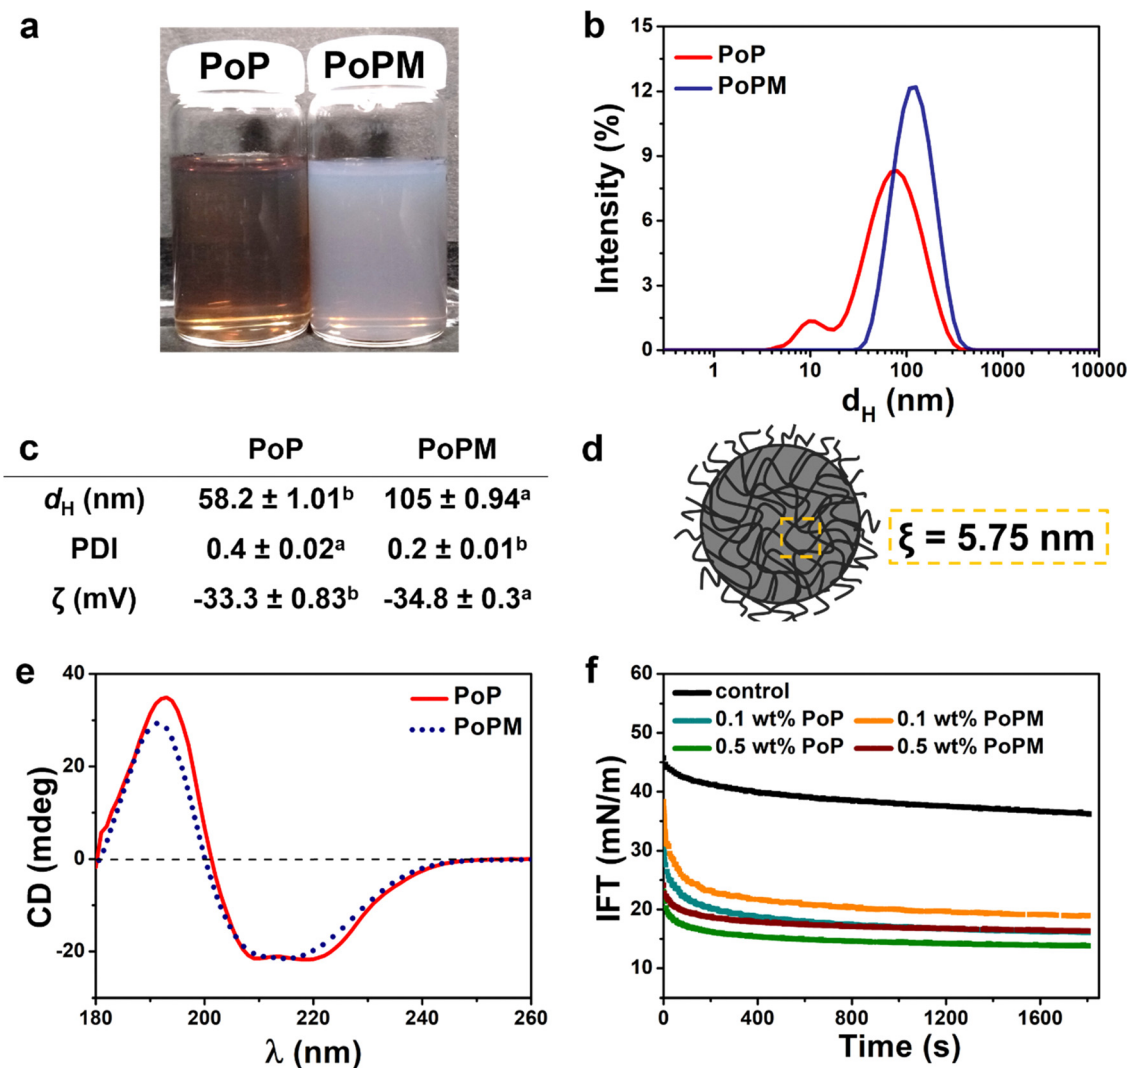 a
PoP PoPM
b
15
12
9
6
3
0
Intensity (%)
PoP
PoPM
1 10 100 1000 10000
d_H (nm)
c PoP PoPM
d_H (nm) 58.2 ± 1.01ᵇ 105 ± 0.94ᵃ
PDI 0.4 ± 0.02ᵃ 0.2 ± 0.01ᵇ
ζ (mV) -33.3 ± 0.83ᵇ -34.8 ± 0.3ᵃ
d
ξ = 5.75 nm
e
40
20
0
-20
CD (mdeg)
PoP
PoPM
180 200 220 240 260
λ (nm)
f
60
50
40
30
20
10
IFT (mN/m)
control
0.1 wt% PoP 0.1 wt% PoPM
0.5 wt% PoP 0.5 wt% PoPM
0 400 800 1200 1600
Time (s)